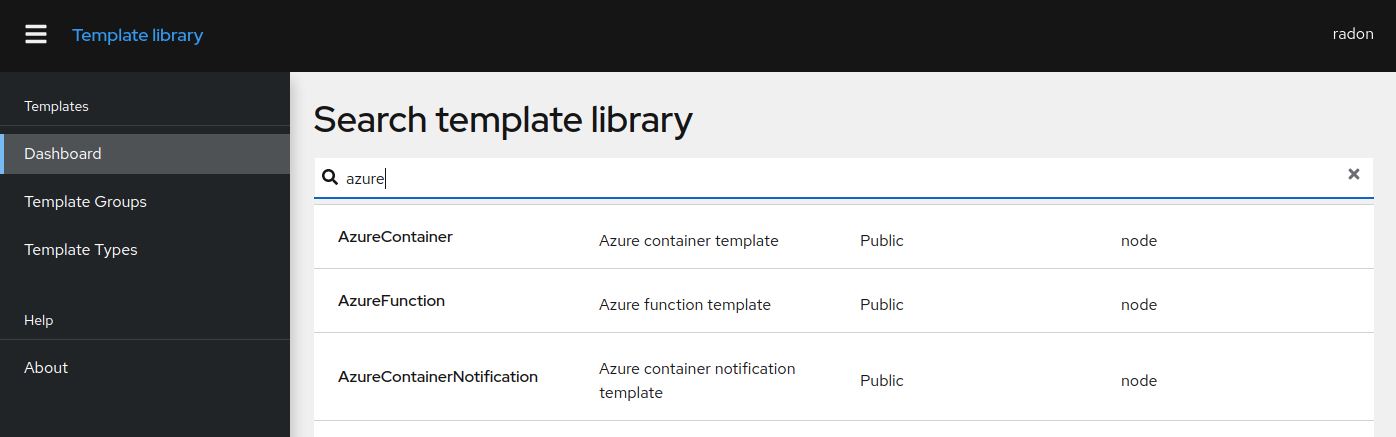 Template library
radon
Templates
Dashboard
Template Groups
Template Types
Help
About
Search template library
azure
AzureContainer Azure container template Public node
AzureFunction Azure function template Public node
AzureContainerNotification Azure container notification Public node
template